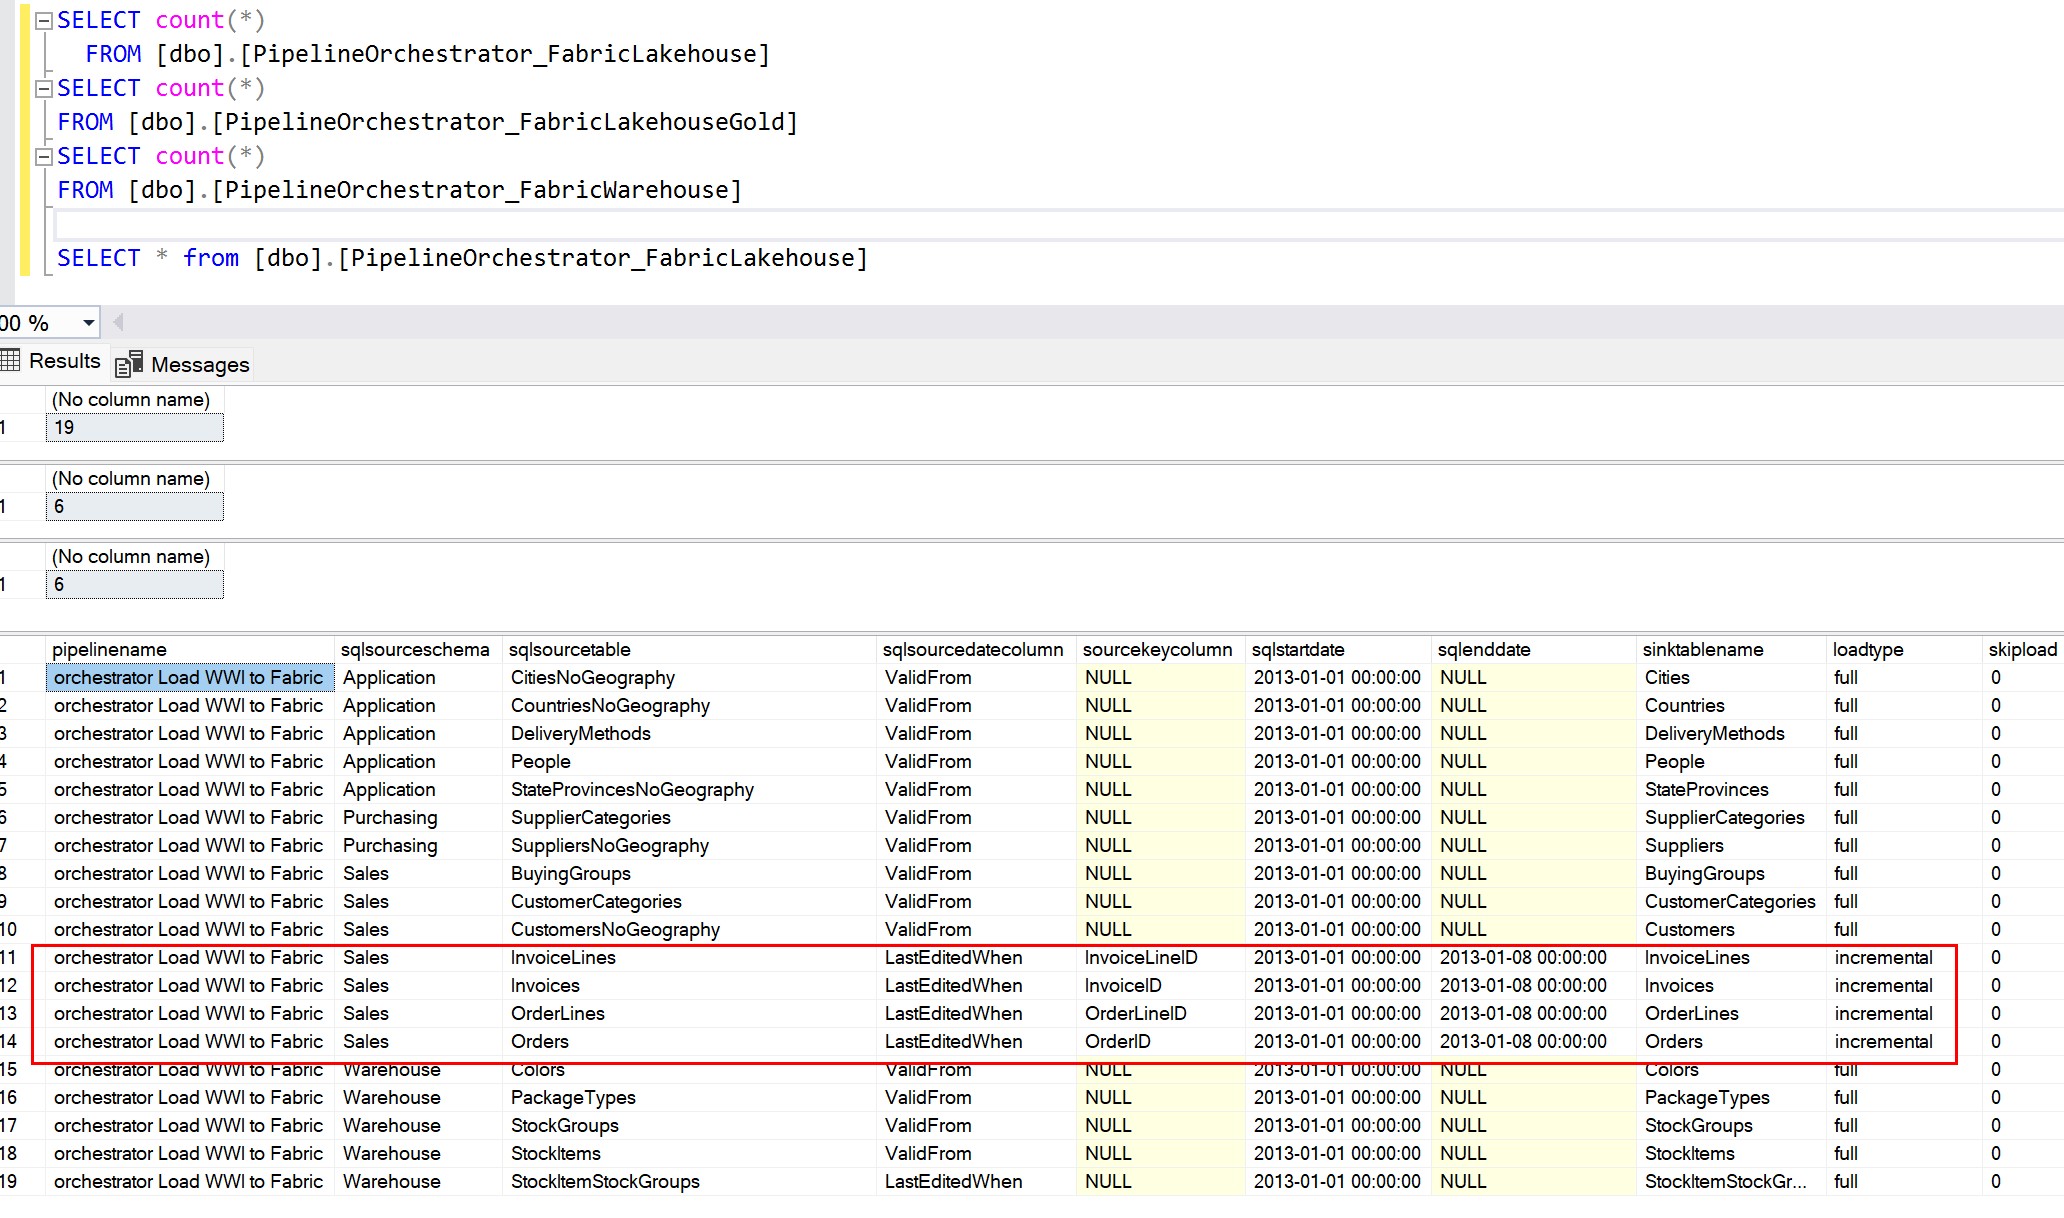 SELECT count(*)
FROM [dbo].[PipelineOrchestrator_FabricLakehouse]
SELECT count(*)
FROM [dbo].[PipelineOrchestrator_FabricLakehouseGold]
SELECT count(*)
FROM [dbo].[PipelineOrchestrator_FabricWarehouse]
SELECT * from [dbo].[PipelineOrchestrator_FabricLakehouse]
00 %
Results Messages
(No column name)
1 19
(No column name)
1 6
(No column name)
1 6
pipelinename sqlsourceschema sqlsourcetable sqlsourcedatecolumn sourcekeycolumn sqlstartdate sqlenddate sinktablename loadtype skipload
1 orchestrator Load WWI to Fabric Application CitiesNoGeography ValidFrom NULL 2013-01-01 00:00:00 NULL Cities full 0
2 orchestrator Load WWI to Fabric Application CountriesNoGeography ValidFrom NULL 2013-01-01 00:00:00 NULL Countries full 0
3 orchestrator Load WWI to Fabric Application DeliveryMethods ValidFrom NULL 2013-01-01 00:00:00 NULL DeliveryMethods full 0
4 orchestrator Load WWI to Fabric Application People ValidFrom NULL 2013-01-01 00:00:00 NULL People full 0
5 orchestrator Load WWI to Fabric Application StateProvincesNoGeography ValidFrom NULL 2013-01-01 00:00:00 NULL StateProvinces full 0
6 orchestrator Load WWI to Fabric Purchasing SupplierCategories ValidFrom NULL 2013-01-01 00:00:00 NULL SupplierCategories full 0
7 orchestrator Load WWI to Fabric Purchasing SuppliersNoGeography ValidFrom NULL 2013-01-01 00:00:00 NULL Suppliers full 0
8 orchestrator Load WWI to Fabric Sales BuyingGroups ValidFrom NULL 2013-01-01 00:00:00 NULL BuyingGroups full 0
9 orchestrator Load WWI to Fabric Sales CustomerCategories ValidFrom NULL 2013-01-01 00:00:00 NULL CustomerCategories full 0
10 orchestrator Load WWI to Fabric Sales CustomersNoGeography ValidFrom NULL 2013-01-01 00:00:00 NULL Customers full 0
11 orchestrator Load WWI to Fabric Sales InvoiceLines LastEditedWhen InvoiceLineID 2013-01-01 00:00:00 2013-01-08 00:00:00 InvoiceLines incremental 0
12 orchestrator Load WWI to Fabric Sales Invoices LastEditedWhen InvoiceID 2013-01-01 00:00:00 2013-01-08 00:00:00 Invoices incremental 0
13 orchestrator Load WWI to Fabric Sales OrderLines LastEditedWhen OrderLineID 2013-01-01 00:00:00 2013-01-08 00:00:00 OrderLines incremental 0
14 orchestrator Load WWI to Fabric Sales Orders LastEditedWhen OrderID 2013-01-01 00:00:00 2013-01-08 00:00:00 Orders incremental 0
15 orchestrator Load WWI to Fabric Warehouse Colors ValidFrom NULL 2013-01-01 00:00:00 NULL Colors full 0
16 orchestrator Load WWI to Fabric Warehouse PackageTypes ValidFrom NULL 2013-01-01 00:00:00 NULL PackageTypes full 0
17 orchestrator Load WWI to Fabric Warehouse StockGroups ValidFrom NULL 2013-01-01 00:00:00 NULL StockGroups full 0
18 orchestrator Load WWI to Fabric Warehouse StockItems ValidFrom NULL 2013-01-01 00:00:00 NULL StockItems full 0
19 orchestrator Load WWI to Fabric Warehouse StockItemStockGroups LastEditedWhen NULL 2013-01-01 00:00:00 NULL StockItemStockGr... full 0